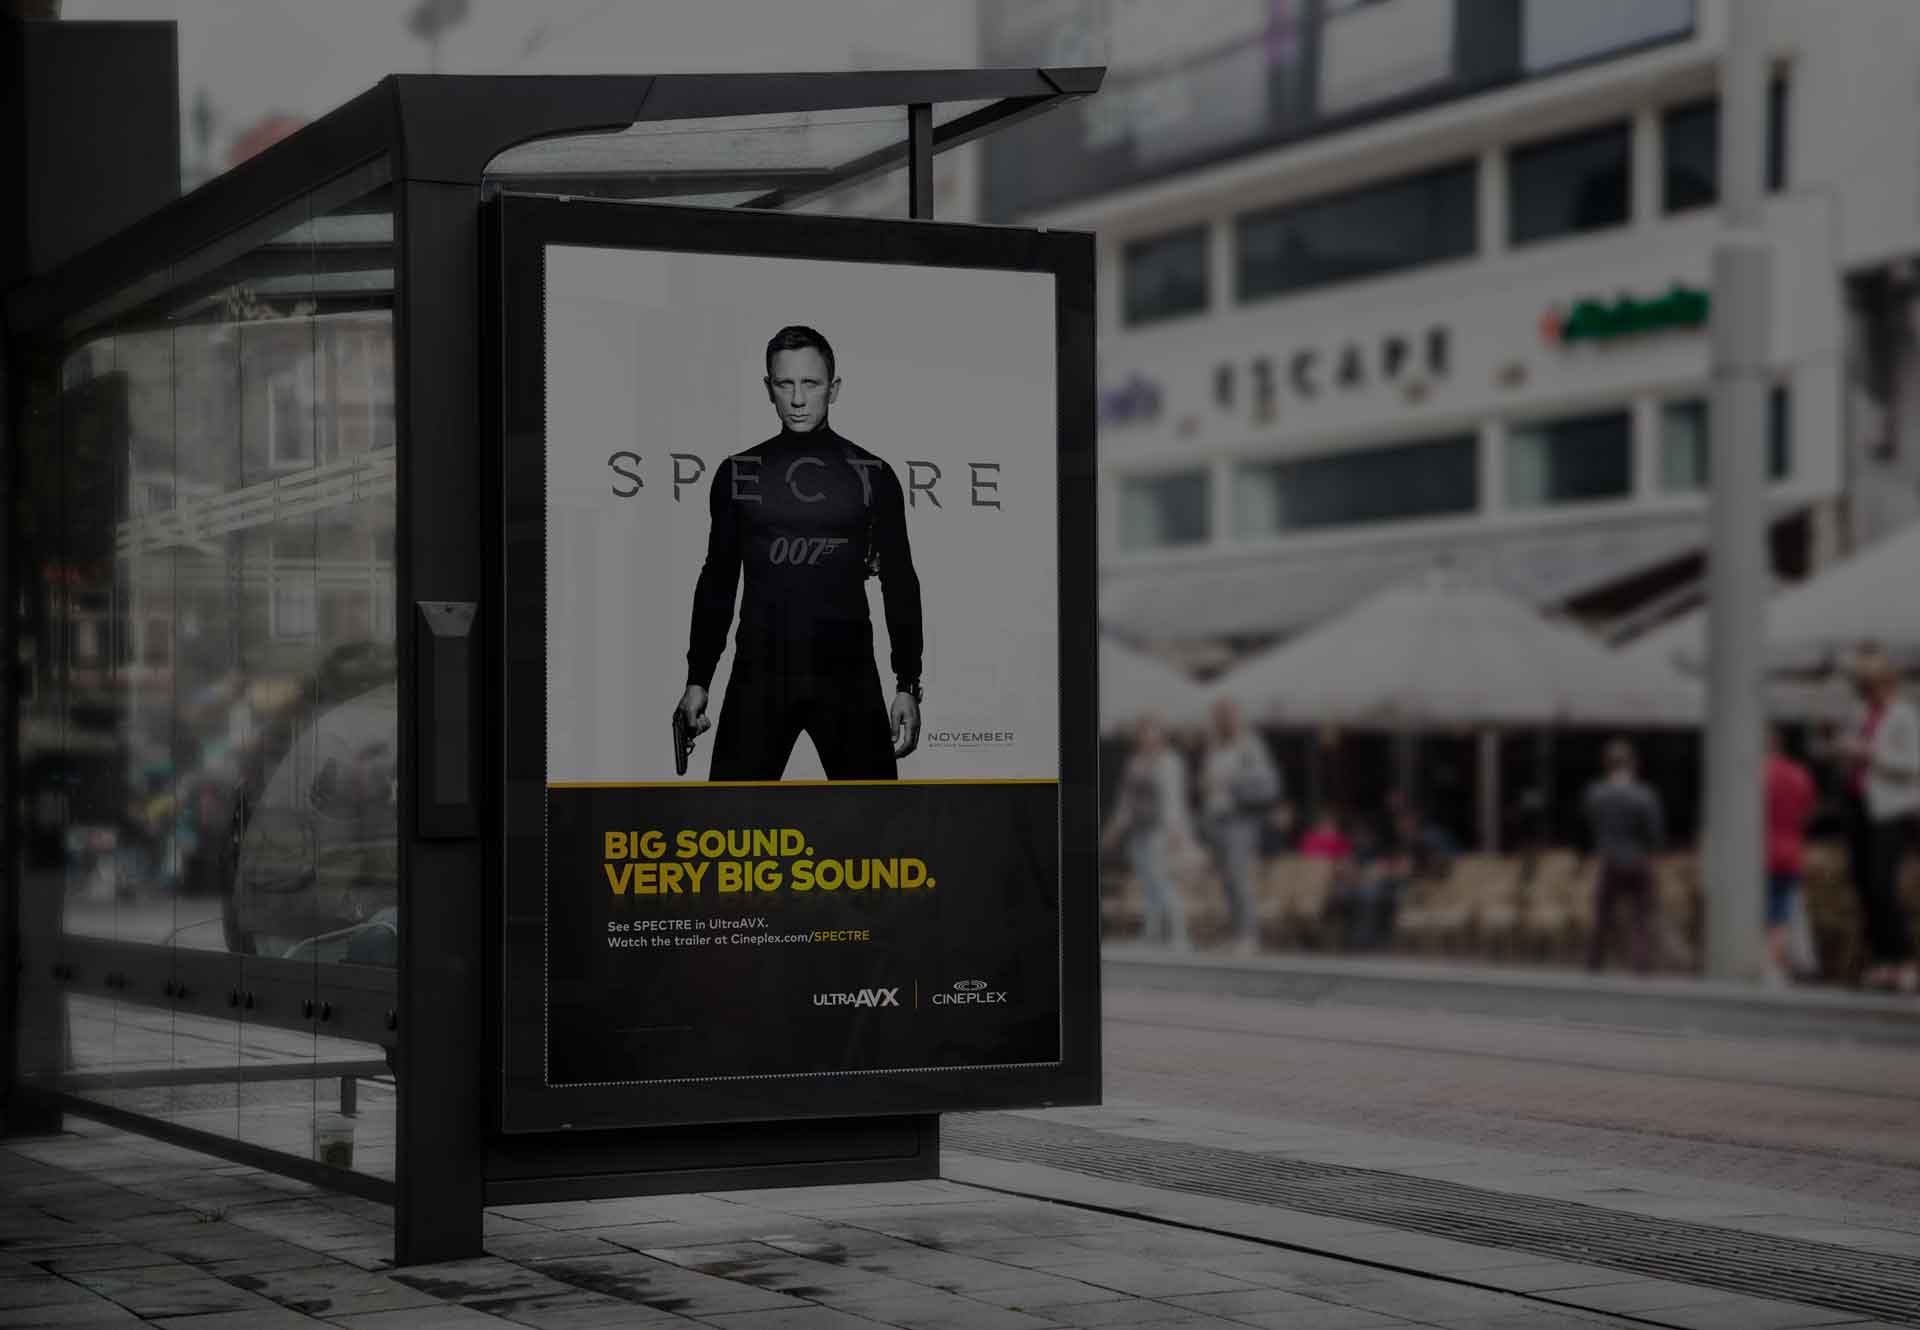 SPECTRE
007
NOVEMBER
BIG SOUND.
VERY BIG SOUND.
See SPECTRE in UltraAVX.
Watch the trailer at Cineplex.com/SPECTRE
ULTRAAVX
CINEPLEX
ESCAPE